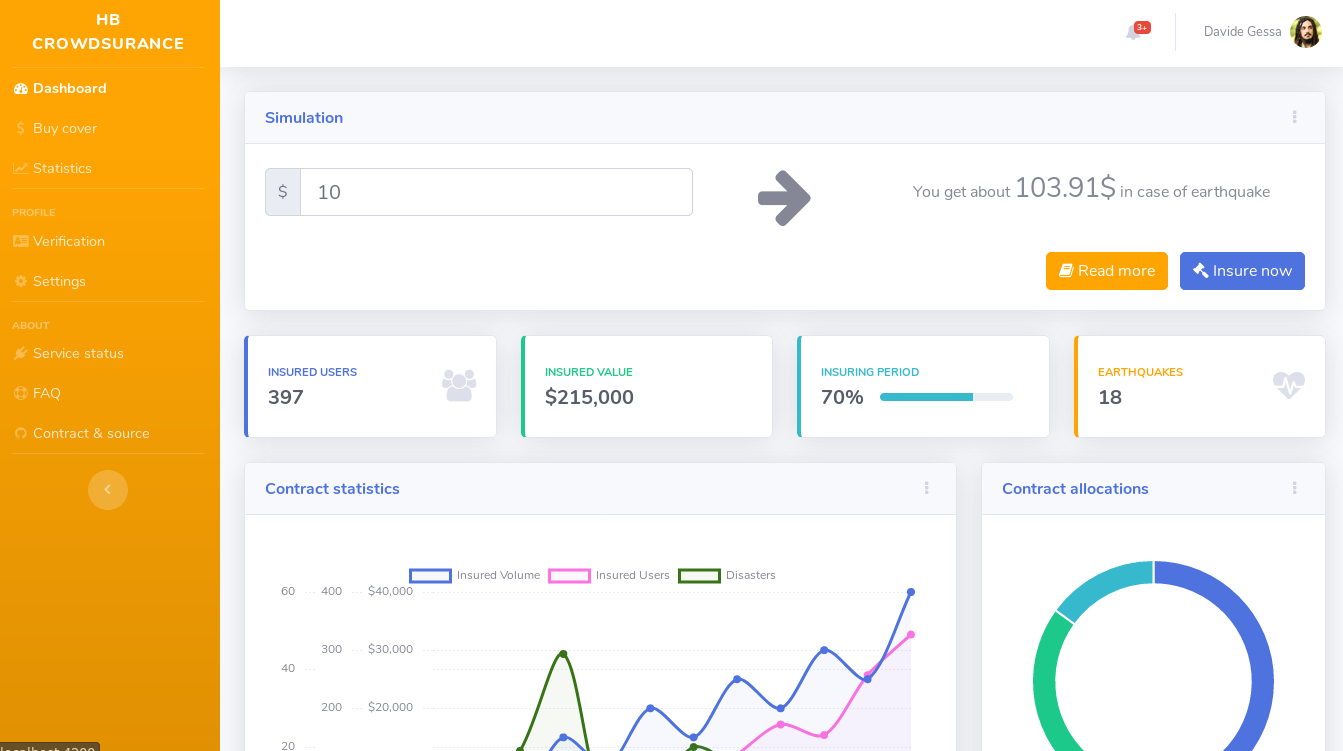 HB
CROWDSURANCE
Dashboard
Buy cover
Statistics
PROFILE
Verification
Settings
ABOUT
Service status
FAQ
Contract & source
3+
Davide Gessa
Simulation
$ 10
You get about 103.91$ in case of earthquake
Read more
Insure now
INSURED USERS
397
INSURED VALUE
$215,000
INSURING PERIOD
70%
EARTHQUAKES
18
Contract statistics
Insured Volume Insured Users Disasters
60 400 $40,000
300 $30,000
40
200 $20,000
20
Contract allocations
localhost:4200